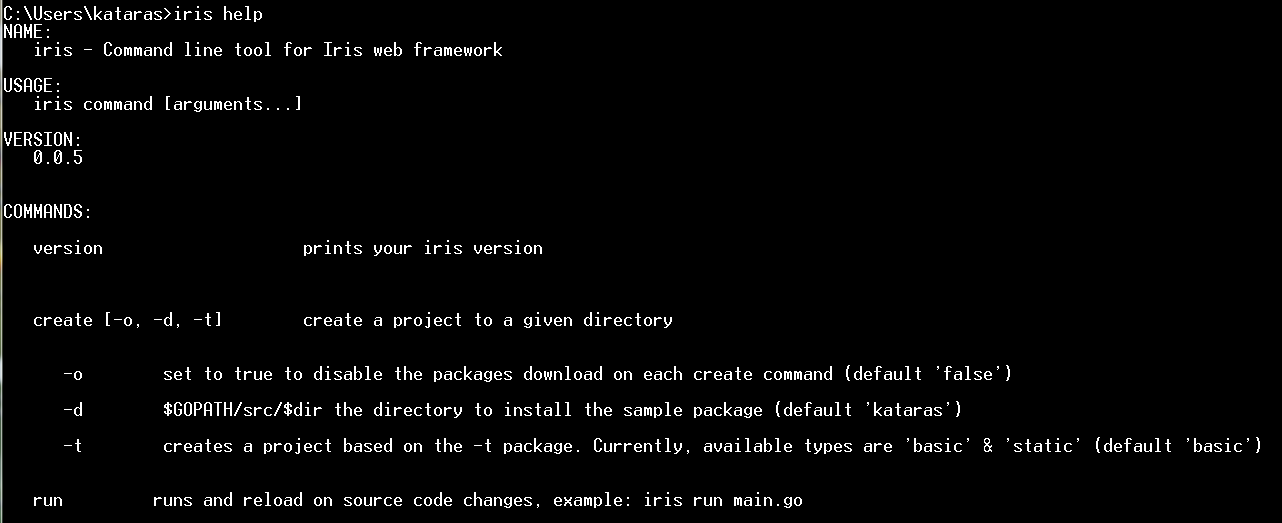 C:\Users\kataras>iris help
NAME:
iris - Command line tool for Iris web framework
USAGE:
iris command [arguments...]
VERSION:
0.0.5
COMMANDS:
version prints your iris version
create [-o, -d, -t] create a project to a given directory
-o set to true to disable the packages download on each create command (default 'false')
-d $GOPATH/src/$dir the directory to install the sample package (default 'kataras')
-t creates a project based on the -t package. Currently, available types are 'basic' & 'static' (default 'basic')
run runs and reload on source code changes, example: iris run main.go